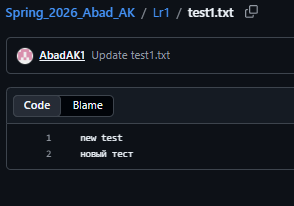 Spring_2026_Abad_AK / Lr1 / test1.txt
AbadAK1 Update test1.txt
Code Blame
1 new test
2 новый тест